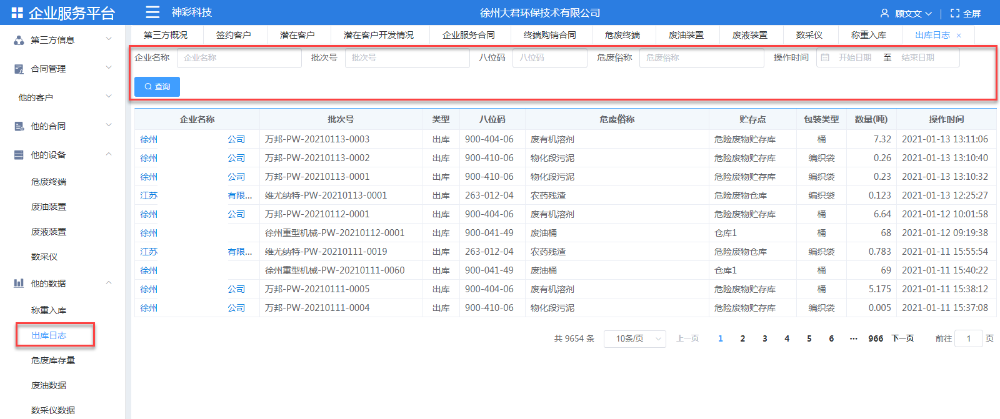 企业服务平台 神彩科技 徐州大君环保技术有限公司 顾文文 全屏
第三方信息
合同管理
他的客户
他的合同
他的设备
危废终端
废油装置
废液装置
数采仪
他的数据
称重入库
出库日志
危废库存量
废油数据
数采仪数据
第三方概况 签约客户 潜在客户 潜在客户开发情况 企业服务合同 终端购销合同 危废终端 废油装置 废液装置 数采仪 称重入库 出库日志 ×
企业名称 企业名称 批次号 批次号 八位码 八位码 危废俗称 危废俗称 操作时间 开始日期 至 结束日期
查询
企业名称 批次号 类型 八位码 危废俗称 贮存点 包装类型 数量(吨) 操作时间
徐州 公司 万邦-PW-20210113-0003 出库 900-404-06 废有机溶剂 危险废物贮存库 桶 7.32 2021-01-13 13:11:06
徐州 公司 万邦-PW-20210113-0002 出库 900-410-06 物化段污泥 危险废物贮存库 编织袋 0.26 2021-01-13 13:10:40
徐州 公司 万邦-PW-20210113-0001 出库 900-410-06 物化段污泥 危险废物贮存库 编织袋 0.23 2021-01-13 13:10:32
江苏 有限... 维尤纳特-PW-20210113-0001 出库 263-012-04 农药残渣 危险废物仓库 编织袋 0.123 2021-01-13 12:25:27
徐州 公司 万邦-PW-20210112-0001 出库 900-404-06 废有机溶剂 危险废物贮存库 桶 6.64 2021-01-12 10:01:58
徐州 徐州重型机械-PW-20210112-0001 出库 900-041-49 废油桶 仓库1 桶 68 2021-01-12 09:19:38
江苏 有限... 维尤纳特-PW-20210111-0019 出库 263-012-04 农药残渣 危险废物仓库 编织袋 0.783 2021-01-11 15:55:54
徐州 徐州重型机械-PW-20210111-0060 出库 900-041-49 废油桶 仓库1 桶 69 2021-01-11 15:40:22
徐州 公司 万邦-PW-20210111-0005 出库 900-404-06 废有机溶剂 危险废物贮存库 桶 5.175 2021-01-11 15:38:12
徐州 公司 万邦-PW-20210111-0004 出库 900-410-06 物化段污泥 危险废物贮存库 编织袋 0.005 2021-01-11 15:37:08
共 9654 条 10条/页 上一页 1 2 3 4 5 6 ··· 966 下一页 前往 1 页